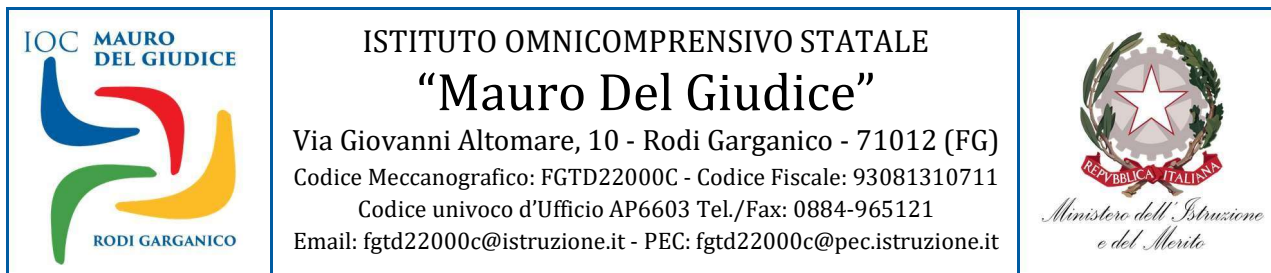 IOC MAURO
DEL GIUDICE
RODI GARGANICO
ISTITUTO OMNICOMPRENSIVO STATALE
“Mauro Del Giudice”
Via Giovanni Altomare, 10 - Rodi Garganico - 71012 (FG)
Codice Meccanografico: FGTD22000C - Codice Fiscale: 93081310711
Codice univoco d’Ufficio AP6603 Tel./Fax: 0884-965121
Email: fgtd22000c@istruzione.it - PEC: fgtd22000c@pec.istruzione.it
REPVBBLICA ITALIANA
Ministero dell’Istruzione
e del Merito